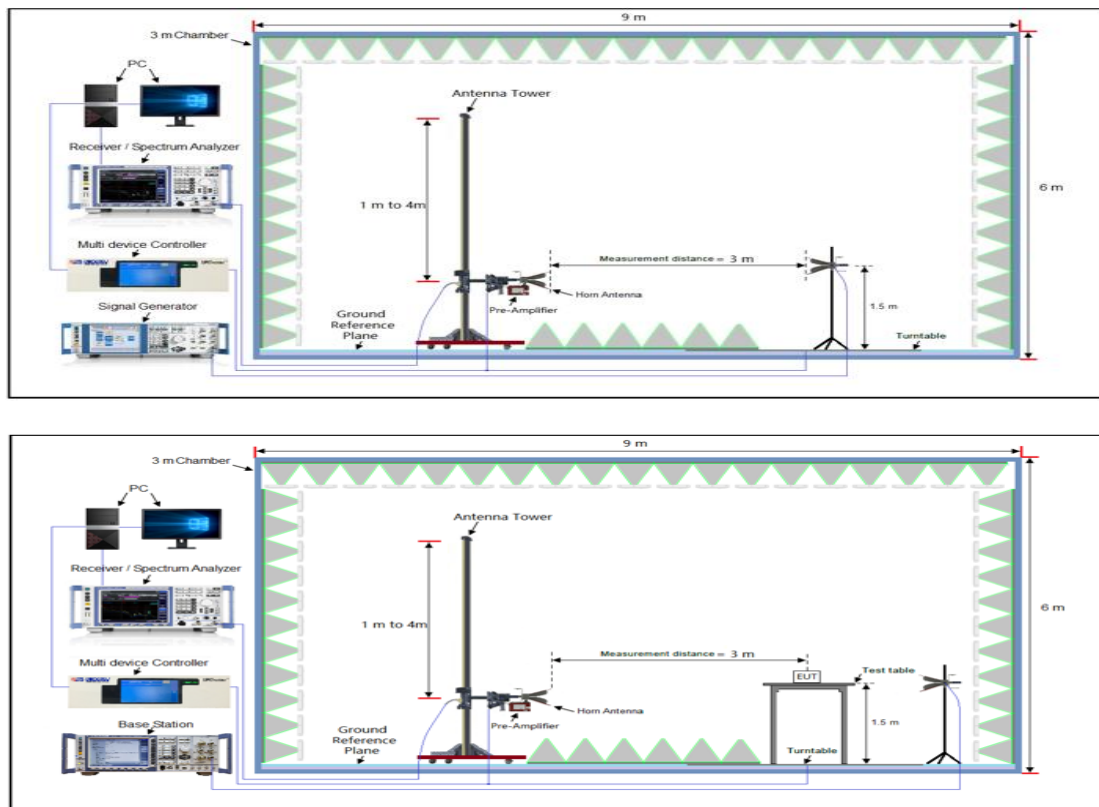 9 m
3 m Chamber
PC
Antenna Tower
Receiver / Spectrum Analyzer
6 m
1 m to 4m
Multi device Controller
Measurement distance = 3 m
Horn Antenna
Pre-Amplifier
1.5 m
Signal Generator
Ground
Reference
Plane
Turntable
9 m
3 m Chamber
PC
Antenna Tower
Receiver / Spectrum Analyzer
6 m
1 m to 4m
Measurement distance = 3 m
EUT
Test table
Multi device Controller
Horn Antenna
Pre-Amplifier
1.5 m
Base Station
Ground
Reference
Plane
Turntable